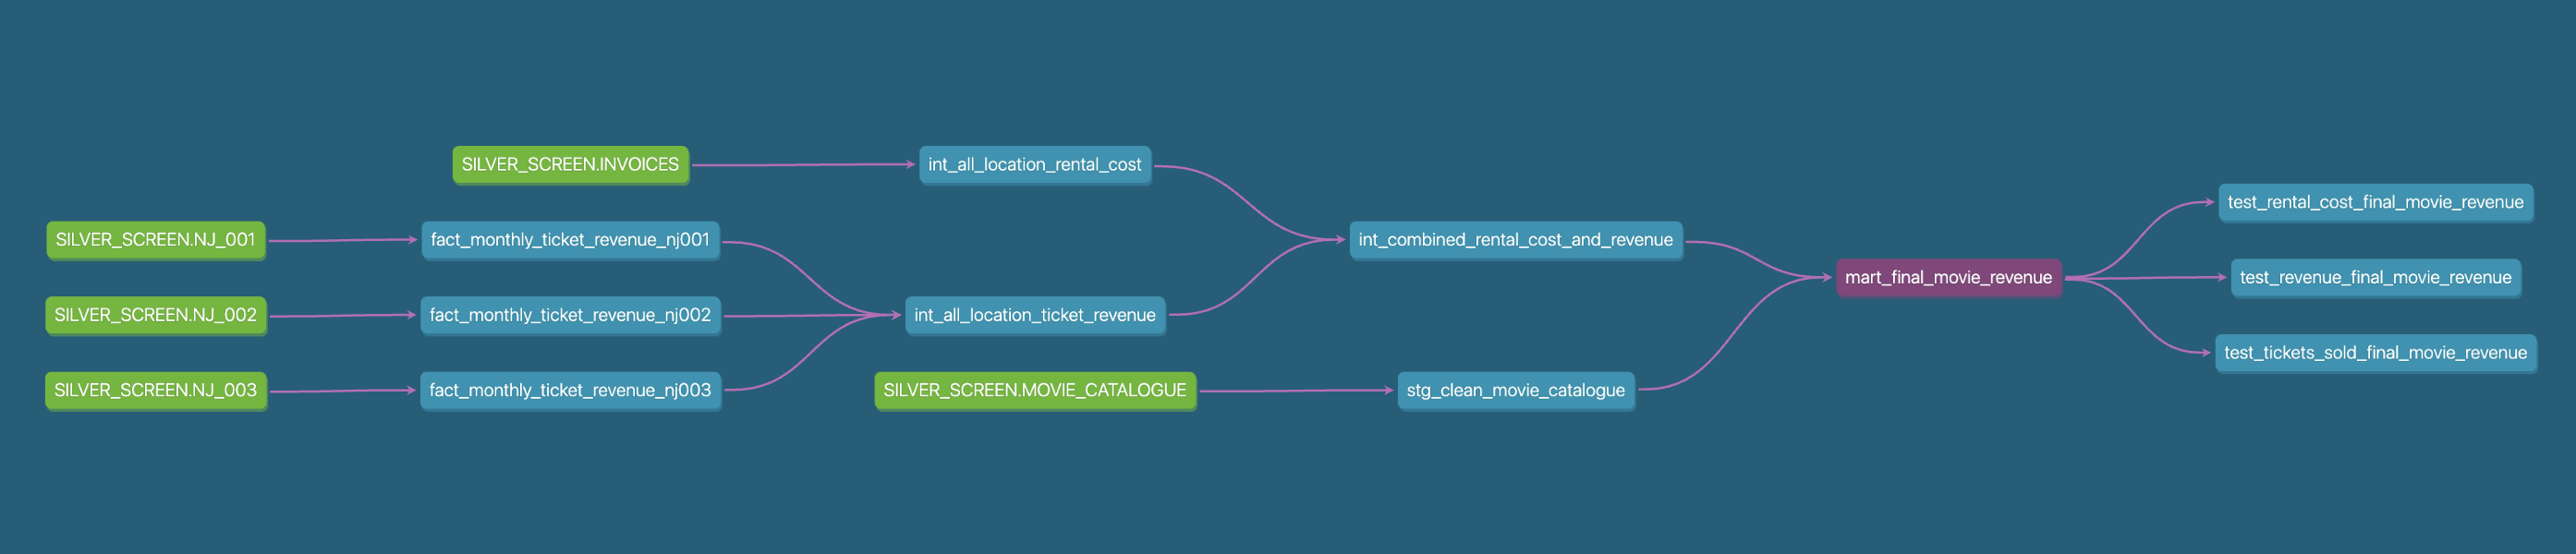 SILVER_SCREEN.INVOICES
int_all_location_rental_cost
test_rental_cost_final_movie_revenue
SILVER_SCREEN.NJ_001
fact_monthly_ticket_revenue_nj001
int_combined_rental_cost_and_revenue
mart_final_movie_revenue
test_revenue_final_movie_revenue
SILVER_SCREEN.NJ_002
fact_monthly_ticket_revenue_nj002
int_all_location_ticket_revenue
test_tickets_sold_final_movie_revenue
SILVER_SCREEN.NJ_003
fact_monthly_ticket_revenue_nj003
SILVER_SCREEN.MOVIE_CATALOGUE
stg_clean_movie_catalogue